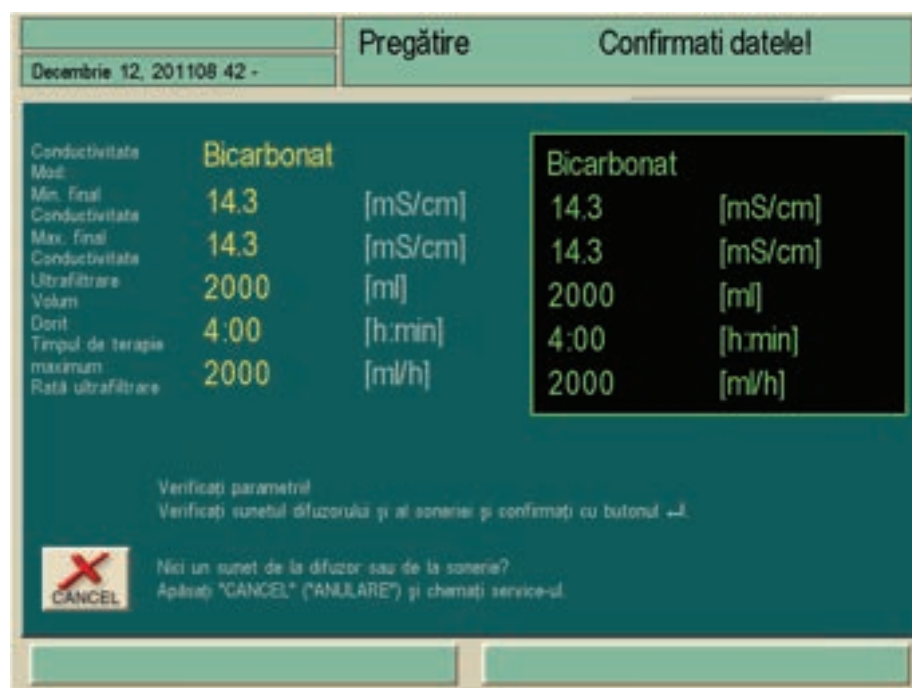 Pregătire Confirmati datele!
Decembrie 12, 201108 42 -
Conductivitate
Mod:
Bicarbonat
Bicarbonat
Min. final
Conductivitate
14.3 [mS/cm]
14.3 [mS/cm]
Max. final
Conductivitate
14.3 [mS/cm]
14.3 [mS/cm]
Ultrafiltrare
Volum
2000 [ml]
2000 [ml]
Dorit
Timpul de terapie
4:00 [h:min]
4:00 [h:min]
maximum
Rată ultrafiltrare
2000 [ml/h]
2000 [ml/h]
Verificați parametrii!
Verificați sunetul difuzorului și al soneriei și confirmați cu butonul ↵.
Nici un sunet de la difuzor sau de la sonerie?
Apăsați "CANCEL" ("ANULARE") și chemați service-ul.
CANCEL